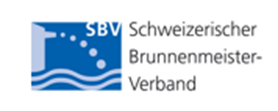 SBV Schweizerischer
Brunnenmeister-
Verband